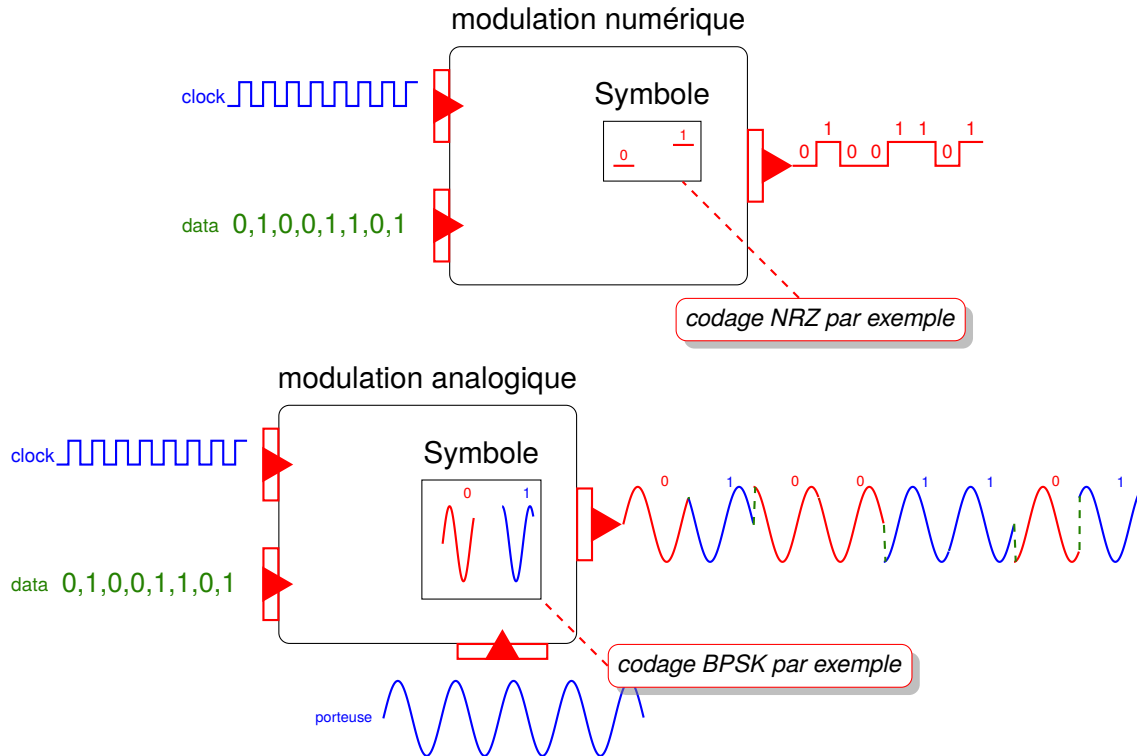 modulation numérique
clock
Symbole
0 1
0 1 0 0 1 1 0 1
data 0,1,0,0,1,1,0,1
codage NRZ par exemple
modulation analogique
clock
Symbole
0 1
0 1 0 0 1 1 0 1
data 0,1,0,0,1,1,0,1
codage BPSK par exemple
porteuse